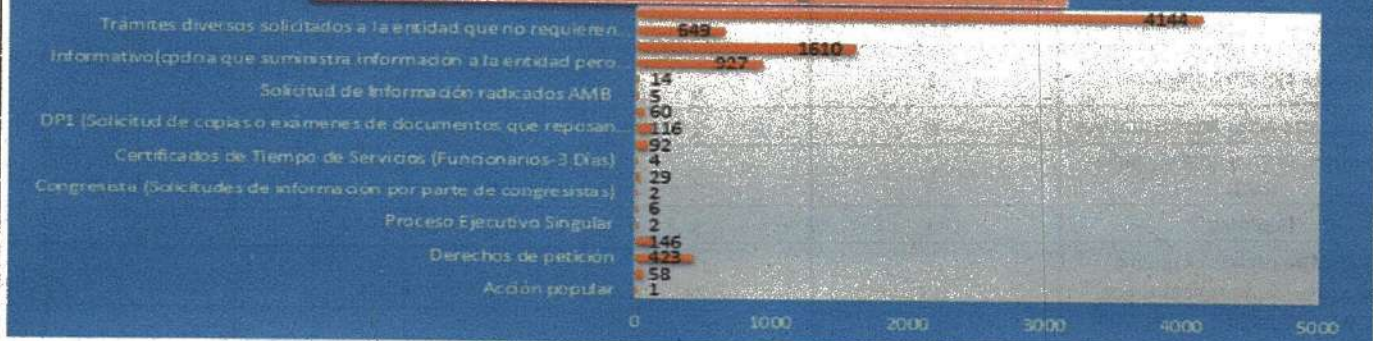 4144
Trámites diversos solicitados a la entidad que no requieren... 649
1610
Informativo(cpdna que suministra información a la entidad pero... 927
14
Solicitud de Información radicados AMB 5
60
DP1 (Solicitud de copias o exámenes de documentos que reposan... 116
92
Certificados de Tiempo de Servicios (Funcionarios-3 Días) 4
29
Congresista (Solicitudes de información por parte de congresistas) 2
6
Proceso Ejecutivo Singular 2
146
Derechos de petición 423
58
Acción popular 1
0 1000 2000 3000 4000 5000